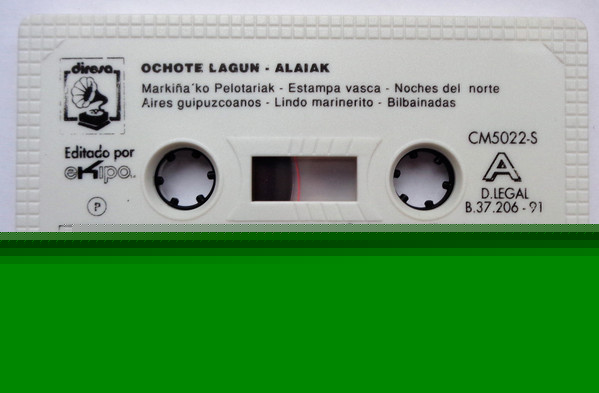 diresa
OCHOTE LAGUN - ALAIAK
Markiña´ko Pelotariak - Estampa vasca - Noches del norte
Aires guipuzcoanos - Lindo marinerito - Bilbainadas
CM5022-S
Editado por
eKipo
A
D.LEGAL
B.37.206 - 91
P